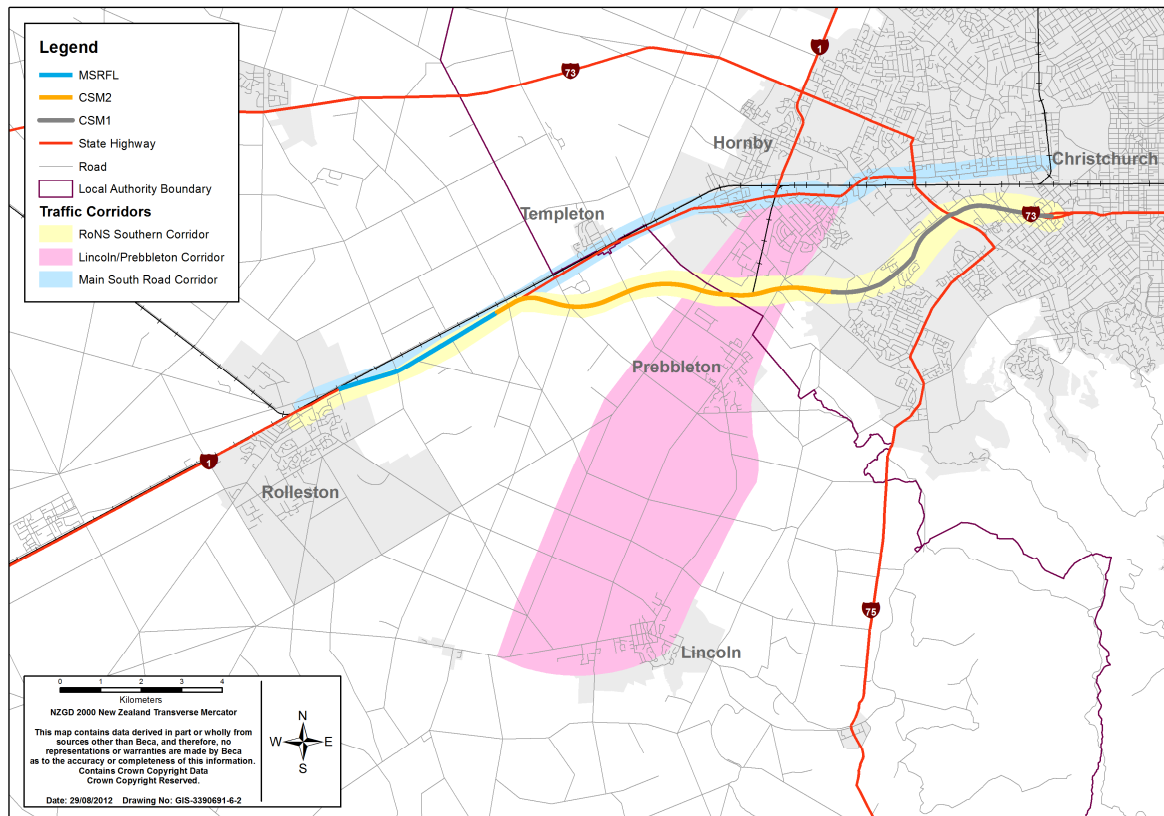 Legend
MSRFL
CSM2
CSM1
State Highway
Road
Local Authority Boundary
Traffic Corridors
RoNS Southern Corridor
Lincoln/Prebbleton Corridor
Main South Road Corridor
73
1
Hornby
Christchurch
Templeton
73
Prebbleton
1
Rolleston
75
Lincoln
0 1 2 3 4
Kilometers
NZGD 2000 New Zealand Transverse Mercator
This map contains data derived in part or wholly from
sources other than Beca, and therefore, no
representations or warranties are made by Beca
as to the accuracy or completeness of this information.
Contains Crown Copyright Data
Crown Copyright Reserved.
Date: 29/08/2012 Drawing No: GIS-3390691-6-2
N
W E
S